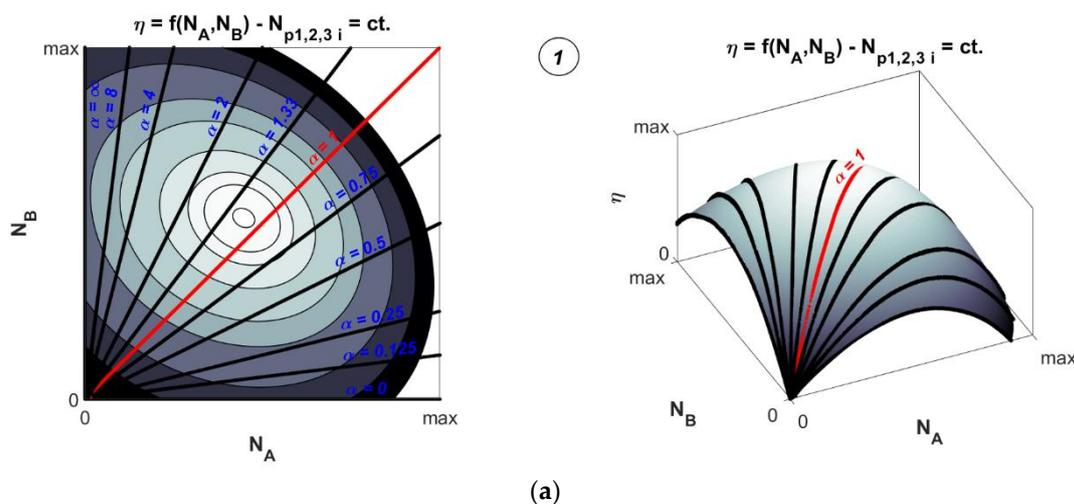 η = f(N_A,N_B) - N_p1,2,3 i = ct.
max
α = ∞
α = 8
α = 4
α = 2
α = 1.33
α = 1
α = 0.75
α = 0.5
α = 0.25
α = 0.125
α = 0
N_B
0
0
max
N_A
1
η = f(N_A,N_B) - N_p1,2,3 i = ct.
max
α = 1
η
0
max
max
N_B
0
0
N_A
(a)